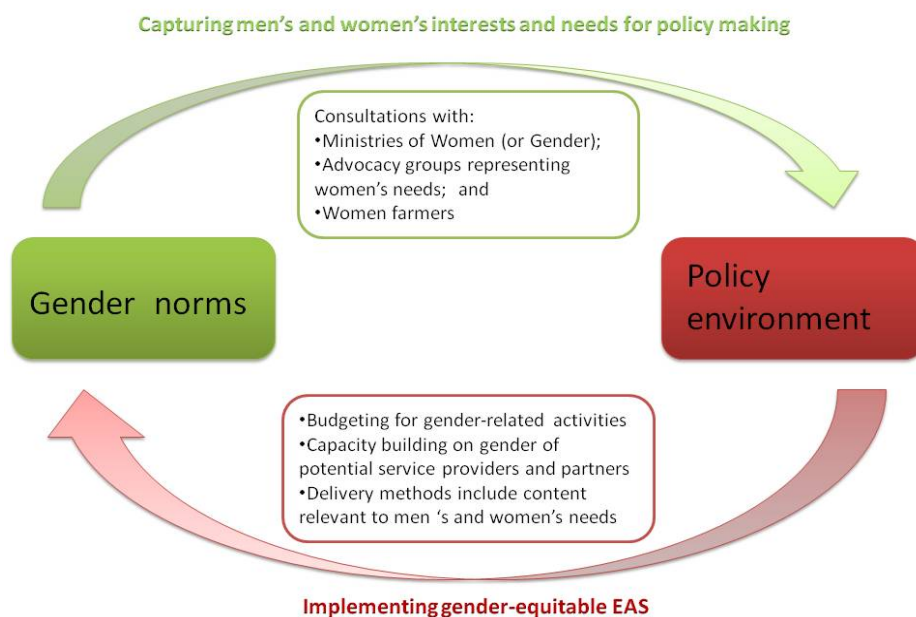 Capturing men's and women's interests and needs for policy making
Consultations with:
•Ministries of Women (or Gender);
•Advocacy groups representing
women's needs; and
•Women farmers
Gender norms
Policy
environment
•Budgeting for gender-related activities
•Capacity building on gender of
potential service providers and partners
•Delivery methods include content
relevant to men 's and women's needs
Implementing gender-equitable EAS